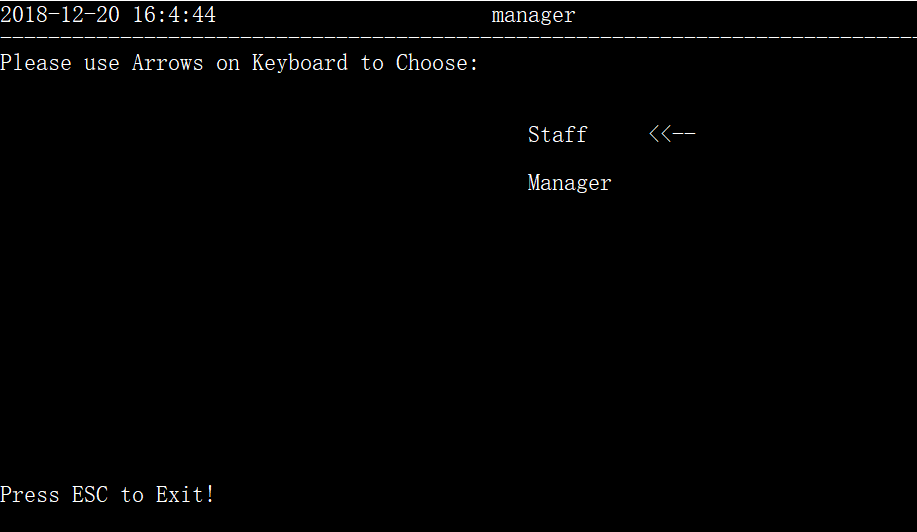 2018-12-20 16:4:44 manager
-----------------------------------------------------------------------------
Please use Arrows on Keyboard to Choose:
Staff <<--
Manager
Press ESC to Exit!